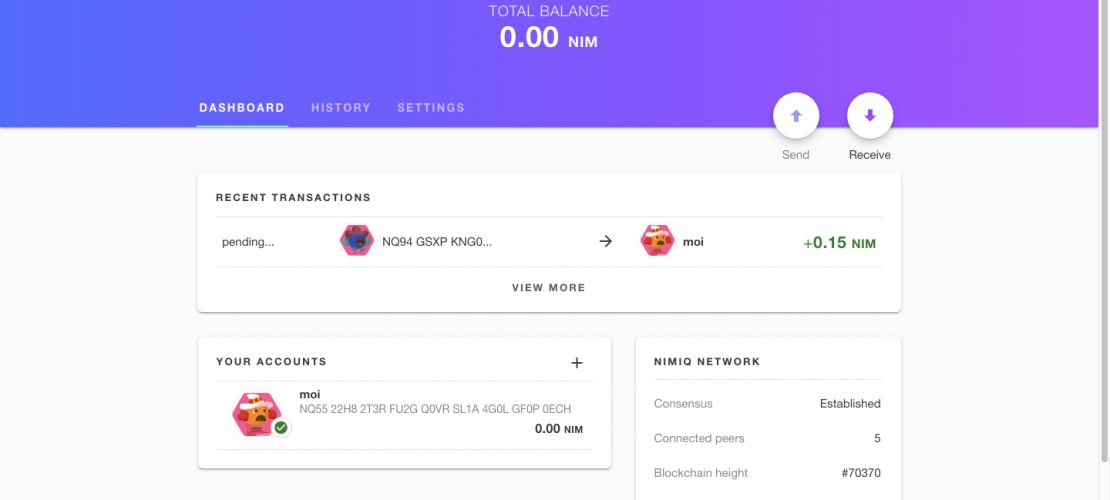 TOTAL BALANCE
0.00 NIM
DASHBOARD HISTORY SETTINGS
Send Receive
RECENT TRANSACTIONS
pending... NQ94 GSXP KNG0... moi +0.15 NIM
VIEW MORE
YOUR ACCOUNTS
moi
NQ55 22H8 2T3R FU2G Q0VR SL1A 4G0L GF0P 0ECH
0.00 NIM
NIMIQ NETWORK
Consensus Established
Connected peers 5
Blockchain height #70370